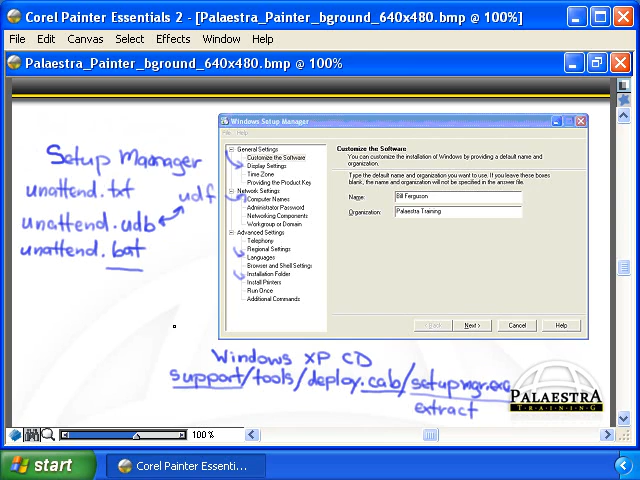 Corel Painter Essentials 2 - [Palaestra_Painter_bground_640x480.bmp @ 100%]
File Edit Canvas Select Effects Window Help
Palaestra_Painter_bground_640x480.bmp @ 100%
Setup Manager
unattend.txt
udf
unattend.udb
unattend.bat
Windows Setup Manager
File Help
General Settings
Customize the Software
Display Settings
Time Zone
Providing the Product Key
Network Settings
Computer Names
Administrator Password
Networking Components
Workgroup or Domain
Advanced Settings
Telephony
Regional Settings
Languages
Browser and Shell Settings
Installation Folder
Install Printers
Run Once
Additional Commands
Customize the Software
You can customize the installation of Windows by providing a default name and
organization.
Type the default name and organization you want to use. If you leave these boxes
blank, the name and organization will not be specified in the answer file.
Name: Bill Ferguson
Organization: Palaestra Training
< Back Next > Cancel Help
Windows XP CD
support/tools/deploy.cab/setupmgr.exe
extract
PALAESTRA
TRAINING
100%
start Corel Painter Essenti...